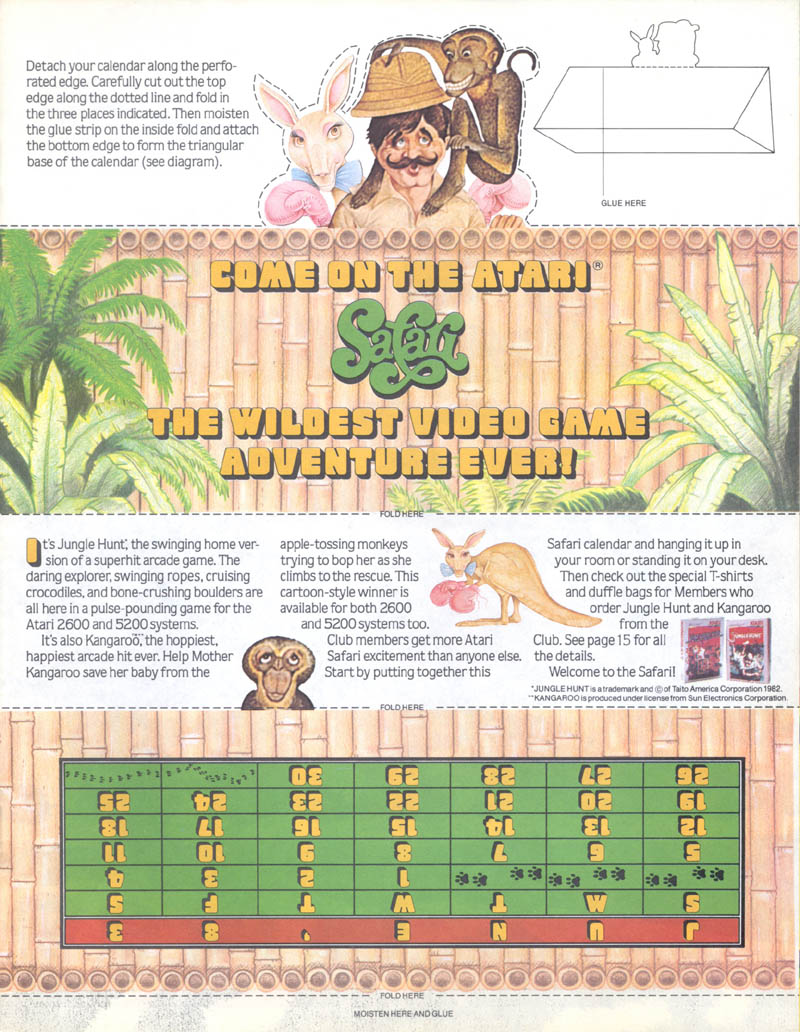 Detach your calendar along the perfo-
rated edge. Carefully cut out the top
edge along the dotted line and fold in
the three places indicated. Then moisten
the glue strip on the inside fold and attach
the bottom edge to form the triangular
base of the calendar (see diagram).
GLUE HERE
COME ON THE ATARI®
Safari
THE WILDEST VIDEO GAME
ADVENTURE EVER!
FOLD HERE
It's Jungle Hunt*, the swinging home ver-
sion of a superhit arcade game. The
daring explorer, swinging ropes, cruising
crocodiles, and bone-crushing boulders are
all here in a pulse-pounding game for the
Atari 2600 and 5200 systems.
It's also Kangaroo**, the hoppiest,
happiest arcade hit ever. Help Mother
Kangaroo save her baby from the
apple-tossing monkeys
trying to bop her as she
climbs to the rescue. This
cartoon-style winner is
available for both 2600
and 5200 systems too.
Club members get more Atari
Safari excitement than anyone else.
Start by putting together this
Safari calendar and hanging it up in
your room or standing it on your desk.
Then check out the special T-shirts
and duffle bags for Members who
order Jungle Hunt and Kangaroo
from the
Club. See page 15 for all
the details.
Welcome to the Safari!
JUNGLE HUNT
*JUNGLE HUNT is a trademark and © of Taito America Corporation 1982.
**KANGAROO is produced under license from Sun Electronics Corporation.
FOLD HERE
JUNE '83
S M T W T F S
1 2 3 4
5 6 7 8 9 10 11
12 13 14 15 16 17 18
19 20 21 22 23 24 25
26 27 28 29 30
FOLD HERE
MOISTEN HERE AND GLUE